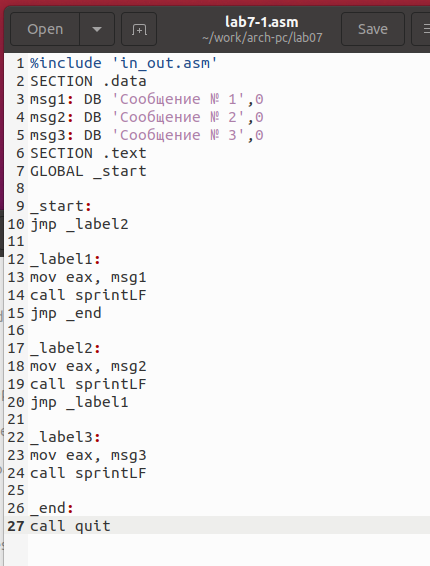 Open
lab7-1.asm
~/work/arch-pc/lab07
Save
1 %include 'in_out.asm'
2 SECTION .data
3 msg1: DB 'Сообщение № 1',0
4 msg2: DB 'Сообщение № 2',0
5 msg3: DB 'Сообщение № 3',0
6 SECTION .text
7 GLOBAL _start
8
9 _start:
10 jmp _label2
11
12 _label1:
13 mov eax, msg1
14 call sprintLF
15 jmp _end
16
17 _label2:
18 mov eax, msg2
19 call sprintLF
20 jmp _label1
21
22 _label3:
23 mov eax, msg3
24 call sprintLF
25
26 _end:
27 call quit